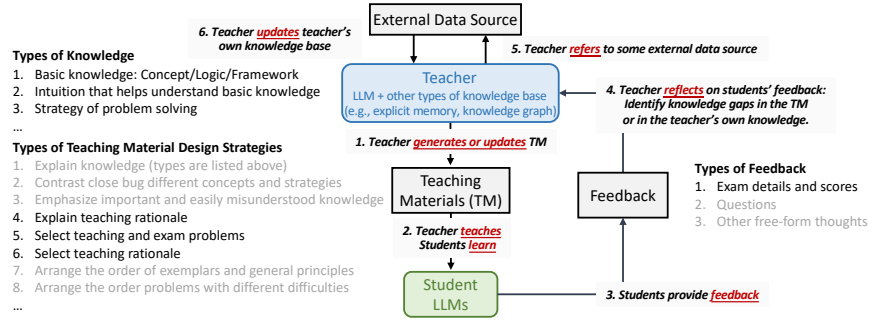 External Data Source
6. Teacher updates teacher's
own knowledge base
5. Teacher refers to some external data source
Types of Knowledge
1. Basic knowledge: Concept/Logic/Framework
2. Intuition that helps understand basic knowledge
3. Strategy of problem solving
...
Teacher
LLM + other types of knowledge base
(e.g., explicit memory, knowledge graph)
4. Teacher reflects on students' feedback:
Identify knowledge gaps in the TM
or in the teacher's own knowledge.
1. Teacher generates or updates TM
Types of Teaching Material Design Strategies
1. Explain knowledge (types are listed above)
2. Contrast close bug different concepts and strategies
3. Emphasize important and easily misunderstood knowledge
4. Explain teaching rationale
5. Select teaching and exam problems
6. Select teaching rationale
7. Arrange the order of exemplars and general principles
8. Arrange the order problems with different difficulties
...
Teaching
Materials (TM)
Feedback
Types of Feedback
1. Exam details and scores
2. Questions
3. Other free-form thoughts
2. Teacher teaches
Students learn
Student
LLMs
3. Students provide feedback